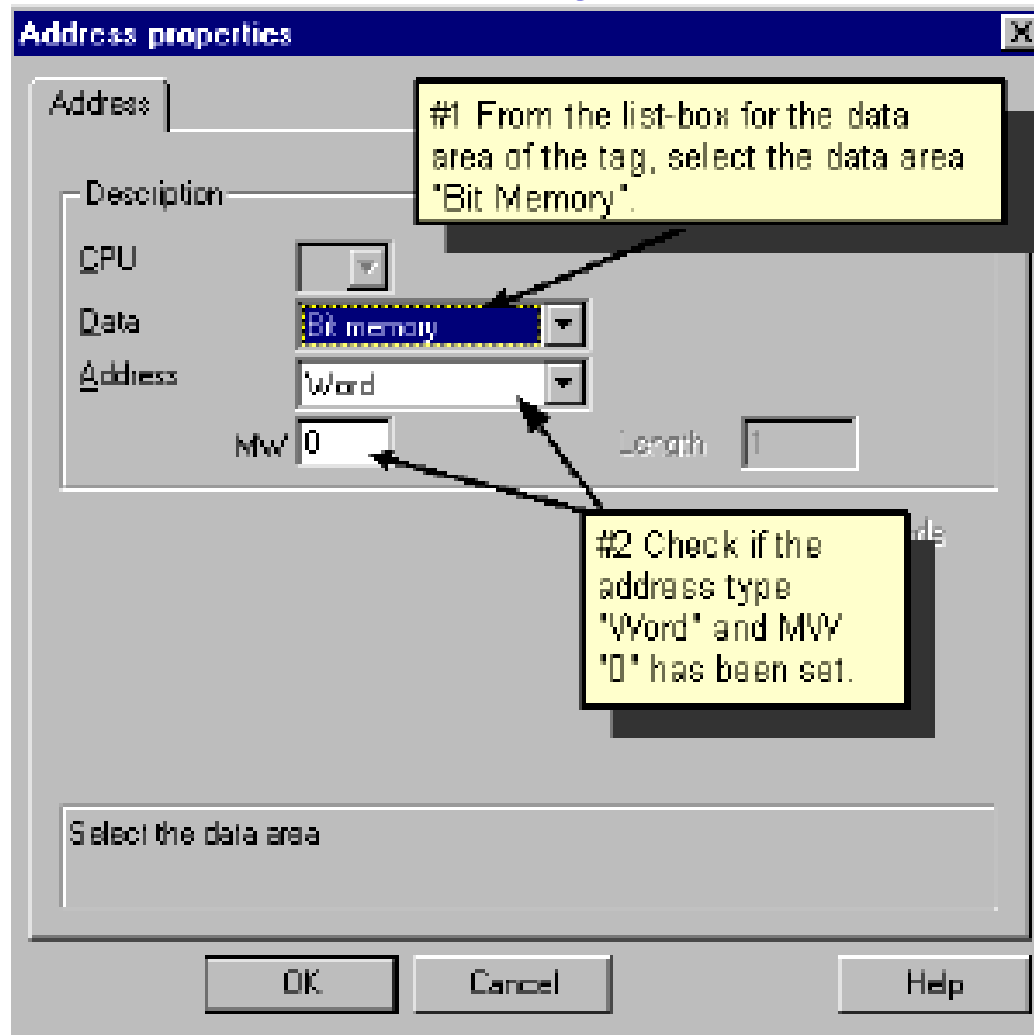 Address properties
Address
#1 From the list-box for the data
area of the tag, select the data area
"Bit Memory".
Description
CPU
Data
Bit memory
Address
Word
MW 0
Length 1
#2 Check if the
address type
"Word" and MW
"0" has been set.
Select the data area
OK
Cancel
Help